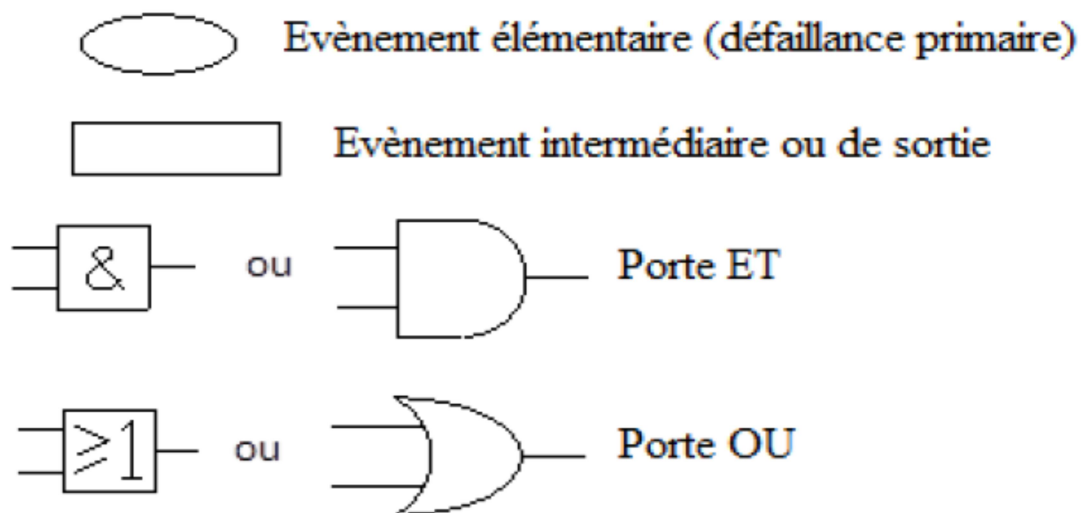 Evènement élémentaire (défaillance primaire)
Evènement intermédiaire ou de sortie
& ou Porte ET
≥1 ou Porte OU